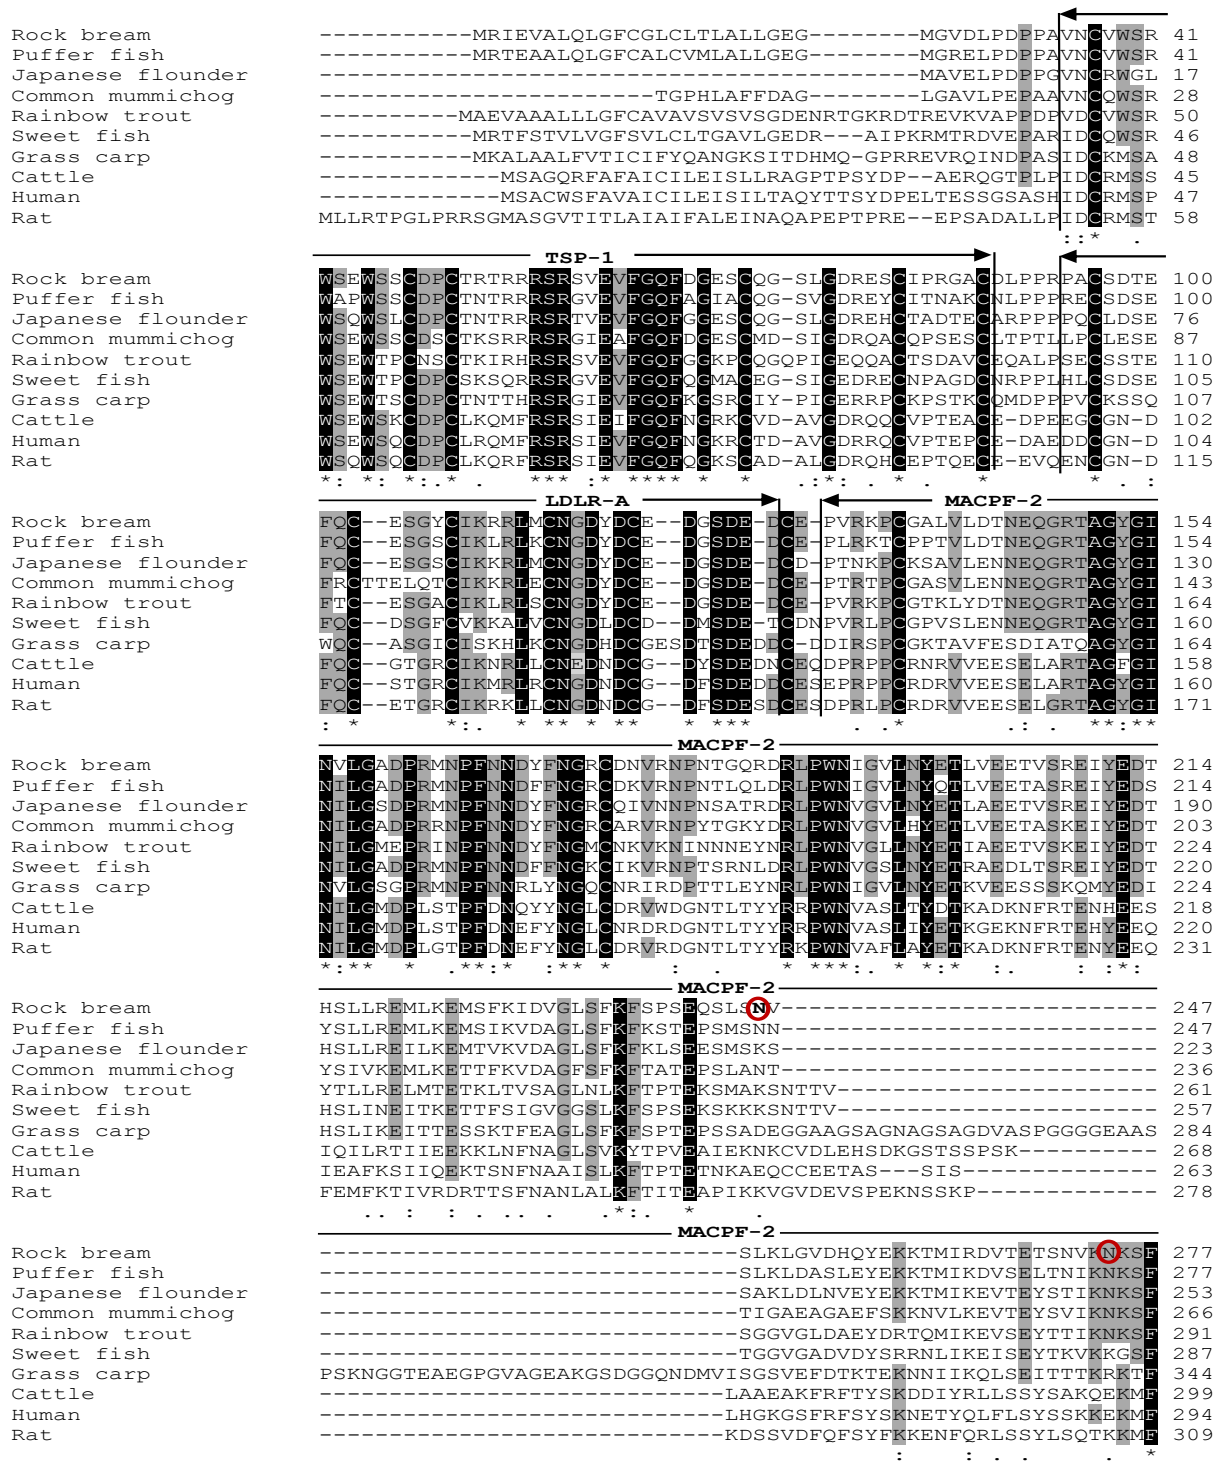 Rock bream -----------MRIEVALQLGFCGLCLTLALLGEG--------MGVDLPDPPAVNCVWSR 41
Puffer fish -----------MRTEAALQLGFCALCVMLALLGEG--------MGRELPDPPAVNCVWSR 41
Japanese flounder -------------------------------------------MAVELPDPPGVNCRWGL 17
Common mummichog ------------------------TGPHLAFFDAG--------LGAVLPEPAAVNCQWSR 28
Rainbow trout ----------MAEVAAALLLGFCAVAVSVSVSGDENRTGKRDTREVKVAPPDPVDCVWSR 50
Sweet fish -----------MRTFSTVLVGFSVLCLTGAVLGEDR---AIPKRMTRDVEPARIDCQWSR 46
Grass carp -----------MKALAALFVTICIFYQANGKSITDHMQ-GPRREVRQINDPASIDCKMSA 48
Cattle -------------MSAGQRFAFAICILEISLLRAGPTPSYDP--AERQGTPLPIDCRMSS 45
Human -------------MSACWSFAVAICILEISILTAQYTTSYDPELTESSGSASHIDCRMSP 47
Rat MLLRTPGLPRRSGMASGVTITLAIAIFALEINAQAPEPTPRE--EPSADALLPIDCRMST 58
::* .
TSP-1
Rock bream WSEWSSCDPCTRTRRRSRSVEVFGQFDGESCQG-SLGDRESCIPRGACDLPPRPACSDTE 100
Puffer fish WAPWSSCDPCTNTRRRSRSVEVFGQFAGIACQG-SVGDREYCITNAKCNLPPPRECSDSE 100
Japanese flounder WSQWSLCDPCTNTRRRSRTVEVFGQFGGESCQG-SLGDREHCTADTECARPPPPQCLDSE 76
Common mummichog WSEWSSCDSCTKSRRRSRGIEAFGQFDGESCMD-SIGDRQACQPSESCLTPTLLPCLESE 87
Rainbow trout WSEWTPCNSCTKIRHRSRSVEVFGQFGGKPCQGQPIGEQQACTSDAVCEQALPSECSSTE 110
Sweet fish WSEWTPCDPCSKSQRRSRGVEVFGQFQGMACEG-SIGEDRECNPAGDCNRPPLHLCSDSE 105
Grass carp WSEWTSCDPCTNTTHRSRGIEVFGQFKGSRCIY-PIGERRPCKPSTKCQMDPPPVCKSSQ 107
Cattle WSEWSKCDPCLKQMFRSRSIEIFGQFNGRKCVD-AVGDRQQCVPTEACE-DPEEGCGN-D 102
Human WSEWSQCDPCLRQMFRSRSIEVFGQFNGKRCTD-AVGDRRQCVPTEPCE-DAEDDCGN-D 104
Rat WSQWSQCDPCLKQRFRSRSIEVFGQFQGKSCAD-ALGDRQHCEPTQECE-EVQENCGN-D 115
*: *: *:.* . *** :*.**** * . * .:*:. * * * .
LDLR-A MACPF-2
Rock bream FQC--ESGYCIKRRLMCNGDYDCE--DGSDE-DCE-PVRKPCGALVLDTNEQGRTAGYGI 154
Puffer fish FQC--ESGSCIKLRLKCNGDYDCE--DGSDE-DCE-PLRKTCPPTVLDTNEQGRTAGYGI 154
Japanese flounder FQC--ESGSCIKKRLMCNGDYDCE--DGSDE-DCD-PTNKPCKSAVLENNEQGRTAGYGI 130
Common mummichog FRCTTELQTCIKKRLECNGDYDCE--DGSDE-DCE-PTRTPCGASVLENNEQGRTAGYGI 143
Rainbow trout FTC--ESGACIKLRLSCNGDYDCE--DGSDE-DCE-PVRKPCGTKLYDTNEQGRTAGYGI 164
Sweet fish FQC--DSGFCVKKALVCNGDLDCD--DMSDE-TCDNPVRLPCGPVSLENNEQGRTAGYGI 160
Grass carp WQC--ASGICISKHLKCNGDHDCGESDTSDEDD-CDDIRSPCGKTAVFESDIATQAGYGI 164
Cattle FQC--GTGRCIKNRLLCNEDNDCG--DYSDEDNCEQDPRPPCRNRVVEESELARTAGFGI 158
Human FQC--STGRCIKMRLRCNGDNDCG--DFSDEDDCESEPRPPCRDRVVEESELARTAGYGI 160
Rat FQC--ETGRCIKRKLLCNGDNDCG--DFSDESDCESDPRLPCRDRVVEESELGRTAGYGI 171
: * *:. * ** * ** * *** * . * .: . **:**
MACPF-2
Rock bream NVLGADPRMNPFNNDYFNGRCDNVRNPNTGQRDRLPWNIGVLNYETLVEETVSREIYEDT 214
Puffer fish NILGADPRMNPFNNDFFNGRCDKVRNPNTLQLDRLPWNIGVLNYQTLVEETASREIYEDS 214
Japanese flounder NILGSDPRMNPFNNDYFNGRCQIVNNPNSATRDRLPWNVGVLNYETLAEETVSREIYEDT 190
Common mummichog NILGADPRRNPFNNDYFNGRCARVRNPYTGKYDRLPWNVGVLHYETLVEETASKEIYEDT 203
Rainbow trout NILGMEPRINPFNNDYFNGMCNKVKNINNNEYNRLPWNVGLLNYETIAEETVSKEIYEDT 224
Sweet fish NILGADPRMNPFNNDFFNGKCIKVRNPTSRNLDRLPWNVGVLNYETRAEDLTSREIYEDT 220
Grass carp NVLGSGPRMNPFNNRLYNGQCNRIRDPTTLEYNRLPWNIGVLNYETKVEESSSKQMYEDI 224
Cattle NILGMDPLSTPFDNQYYNGLCDRVWDGNTLTYYRRPWNVASLTYDTKADKNFRTENHEES 218
Human NILGMDPLSTPFDNEFYNGLCNRDRDGNTLTYYRRPWNVASLIYETKGEKNFRTEHYEEQ 220
Rat NILGMDPLGTPFDNEFYNGLCDRVRDGNTLTYYRKPWNVAFLAYETKADKNFRTENYEEQ 231
*:** * .**:* :** * : . * ***:. * *:* :. : :*:
MACPF-2
Rock bream HSLLREMLKEMSFKIDVGLSFKFSPSEQSLSNV--------------------------- 247
Puffer fish YSLLREMLKEMSIKVDAGLSFKFKSTEPSMSNN--------------------------- 247
Japanese flounder HSLLREILKEMTVKVDAGLSFKFKLSEESMSKS--------------------------- 223
Common mummichog YSIVKEMLKETTFKVDAGFSFKFTATEPSLANT--------------------------- 236
Rainbow trout YTLLRELMTETKLTVSAGLNLKFTPTEKSMAKSNTTV----------------------- 261
Sweet fish HSLINEITKETTFSIGVGGSLKFSPSEKSKKKSNTTV----------------------- 257
Grass carp HSLIKEITTESSKTFEAGLSFKFSPTEPSSADEGGAAGSAGNAGSAGDVASPGGGGEAAS 284
Cattle IQILRTIIEEKKLNFNAGLSVKYTPVEAIEKNKCVDLEHSDKGSTSSPSK---------- 268
Human IEAFKSIIQEKTSNFNAAISLKFTPTETNKAEQCCEETAS---SIS-------------- 263
Rat FEMFKTIVRDRTTSFNANLALKFTITEAPIKKVGVDEVSPEKNSSKP------------- 278
. . : : . . . . .*:. * .
MACPF-2
Rock bream ------------------------------SLKLGVDHQYEKKTMIRDVTETSNVKNKSF 277
Puffer fish ------------------------------SLKLDASLEYEKKTMIKDVSELTNIKNKSF 277
Japanese flounder ------------------------------SAKLDLNVEYEKKTMIKEVTEYSTIKNKSF 253
Common mummichog ------------------------------TIGAEAGAEFSKKNVLKEVTEYSVIKNKSF 266
Rainbow trout ------------------------------SGGVGLDAEYDRTQMIKEVSEYTTIKNKSF 291
Sweet fish ------------------------------TGGVGADVDYSRRNLIKEISEYTKVKKGSF 287
Grass carp PSKNGGTEAEGPGVAGEAKGSDGGQNDMVISGSVEFDTKTEKNNIIKQLSEITTTKRKTF 344
Cattle -----------------------------LAAEAKFRFTYSKDDIYRLLSSYSAKQEKMF 299
Human -----------------------------LHGKGSFRFSYSKNETYQLFLSYSSKKEKMF 294
Rat -----------------------------KDSSVDFQFSYFKKENFQRLSSYLSQTKKMF 309
: : . . . *